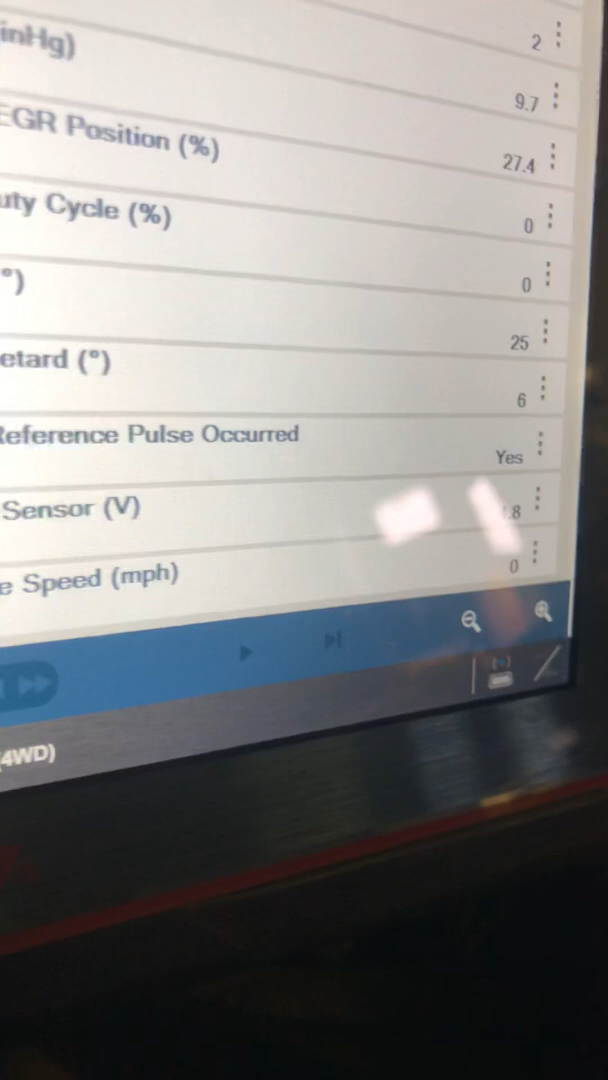 2
inHg)
9.7
EGR Position (%)
27.4
uty Cycle (%)
0
°)
0
25
etard (°)
6
Reference Pulse Occurred
Yes
Sensor (V)
.8
e Speed (mph)
0
(4WD)